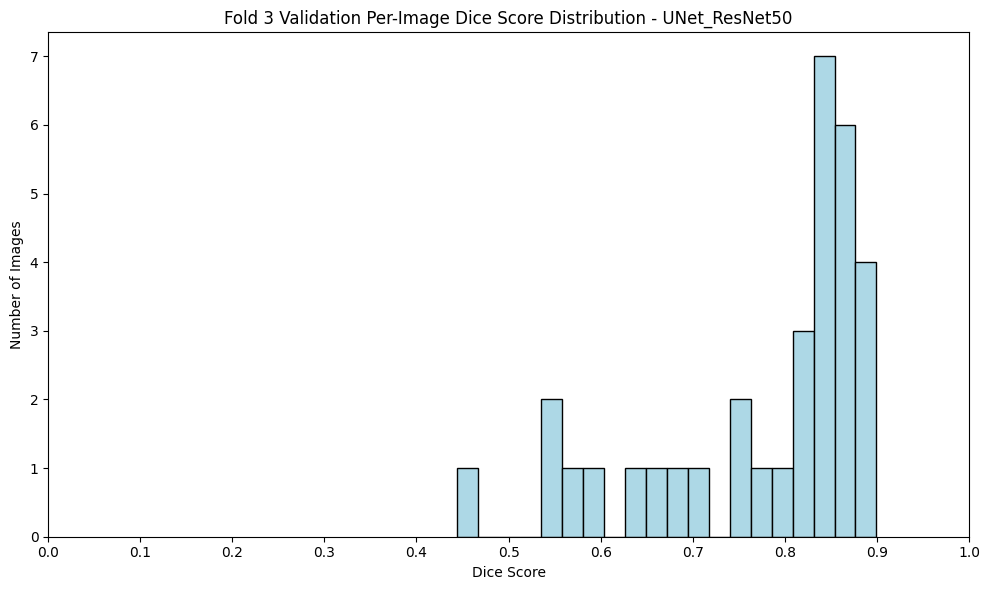 Fold 3 Validation Per-Image Dice Score Distribution - UNet_ResNet50
Number of Images
7
6
5
4
3
2
1
0
0.0 0.1 0.2 0.3 0.4 0.5 0.6 0.7 0.8 0.9 1.0
Dice Score